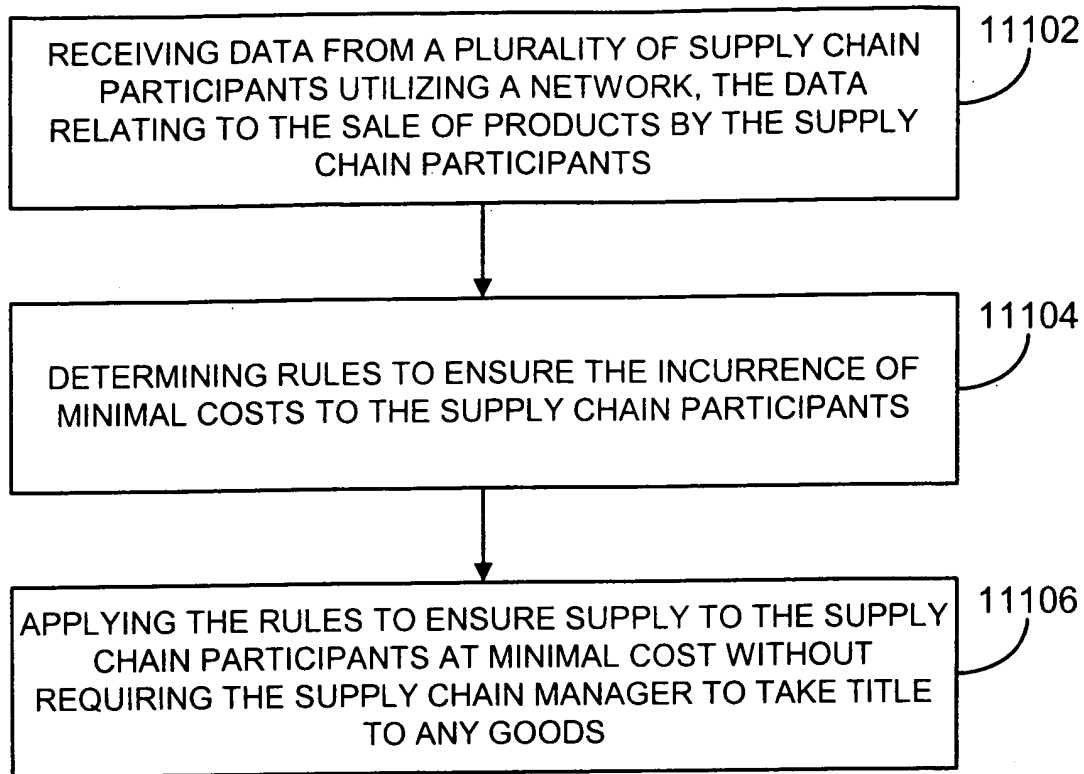 RECEIVING DATA FROM A PLURALITY OF SUPPLY CHAIN
PARTICIPANTS UTILIZING A NETWORK, THE DATA
RELATING TO THE SALE OF PRODUCTS BY THE SUPPLY
CHAIN PARTICIPANTS
11102
DETERMINING RULES TO ENSURE THE INCURRENCE OF
MINIMAL COSTS TO THE SUPPLY CHAIN PARTICIPANTS
11104
APPLYING THE RULES TO ENSURE SUPPLY TO THE SUPPLY
CHAIN PARTICIPANTS AT MINIMAL COST WITHOUT
REQUIRING THE SUPPLY CHAIN MANAGER TO TAKE TITLE
TO ANY GOODS
11106